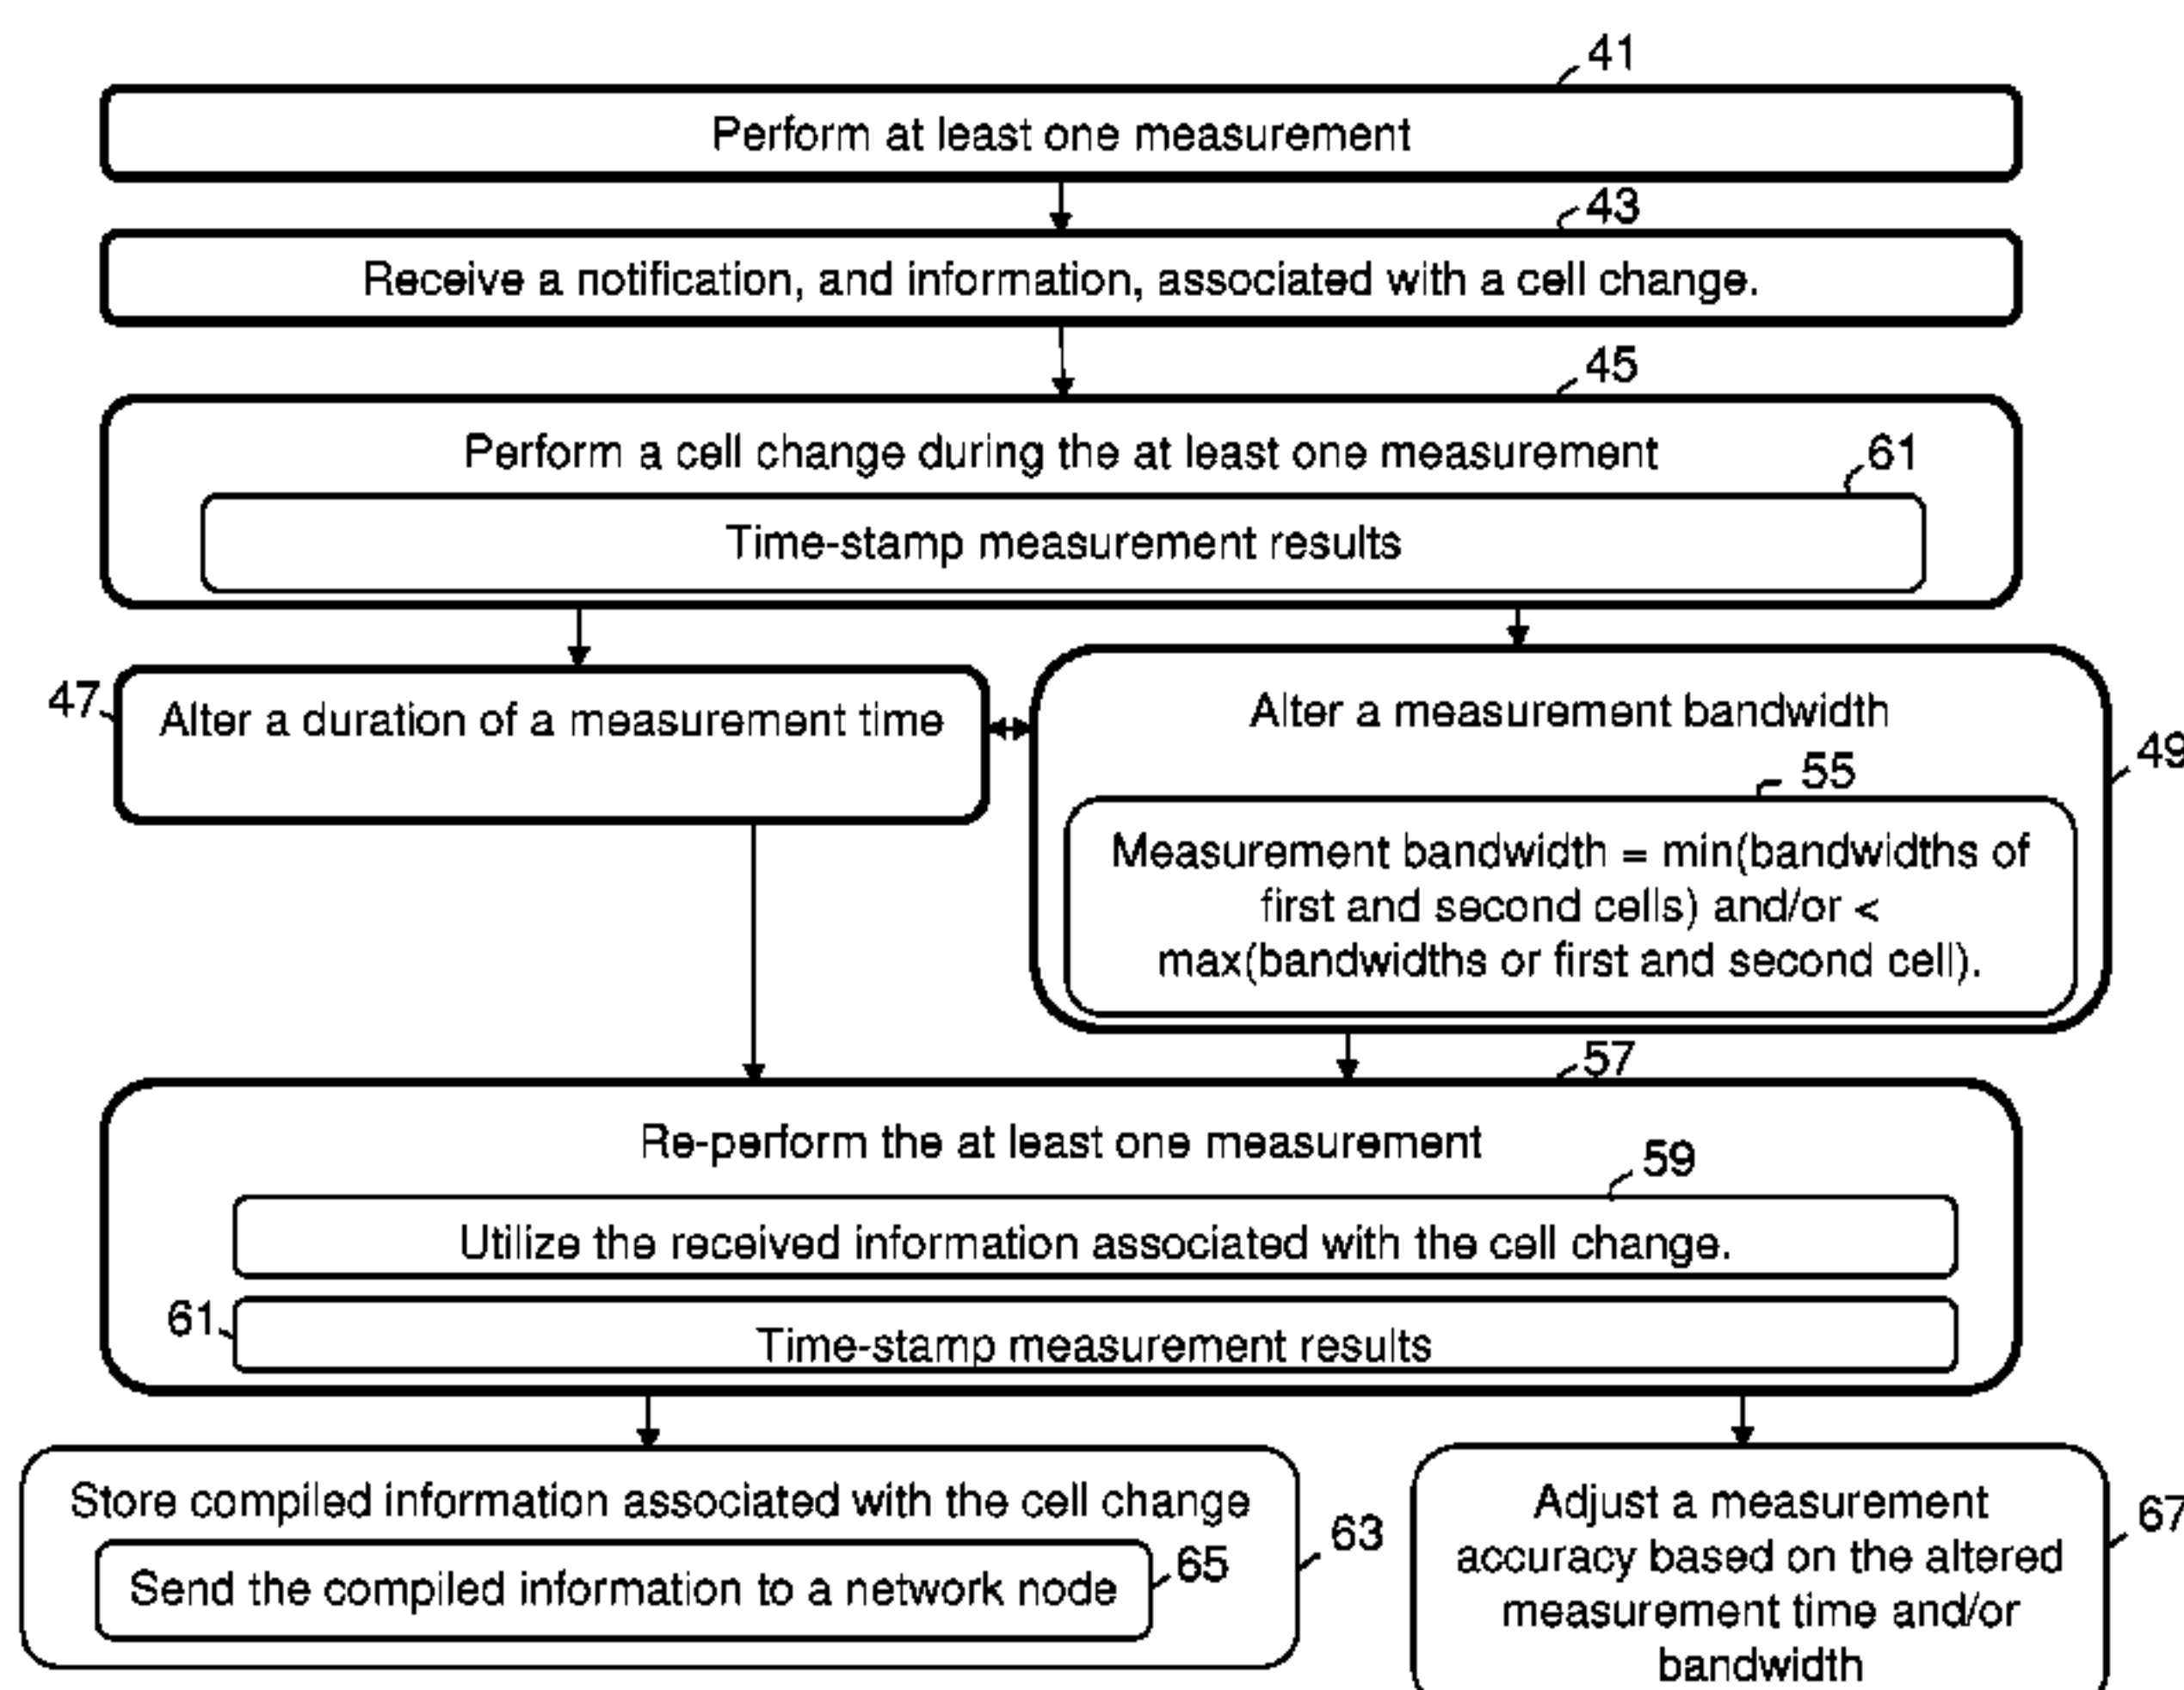 41
Perform at least one measurement
43
Receive a notification, and information, associated with a cell change.
45
Perform a cell change during the at least one measurement
61
Time-stamp measurement results
47
Alter a duration of a measurement time
Alter a measurement bandwidth
49
55
Measurement bandwidth = min(bandwidths of
first and second cells) and/or <
max(bandwidths or first and second cell).
57
Re-perform the at least one measurement
59
Utilize the received information associated with the cell change.
61
Time-stamp measurement results
Store compiled information associated with the cell change
63
Send the compiled information to a network node
65
Adjust a measurement
accuracy based on the altered
measurement time and/or
bandwidth
67